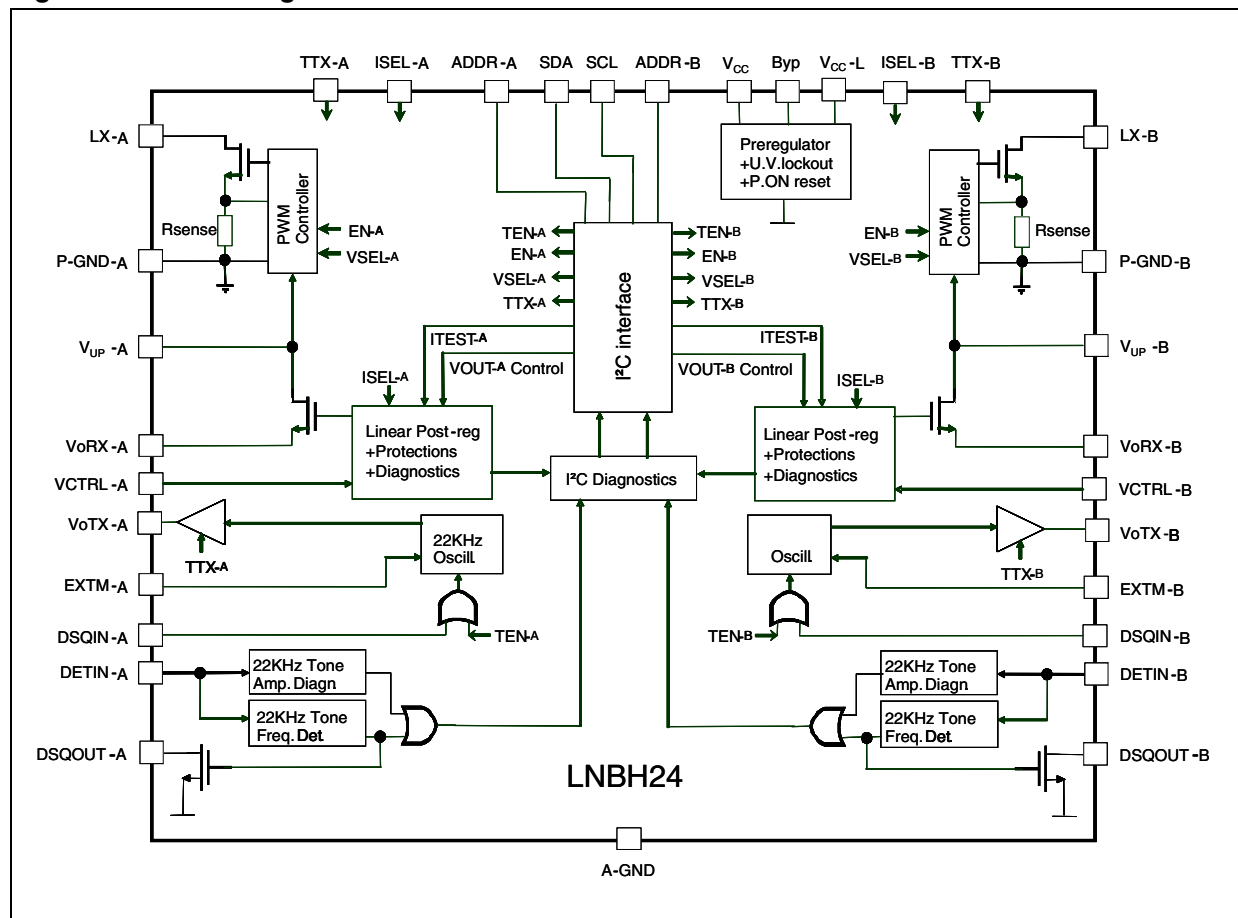 TTX-A
ISEL-A
ADDR-A
SDA
SCL
ADDR-B
VCC
Byp
VCC-L
ISEL-B
TTX-B
LX-A
LX-B
Preregulator
+U.V.lockout
+P.ON reset
PWM
Controller
PWM
Controller
Rsense
Rsense
EN-A
VSEL-A
TEN-A
EN-A
VSEL-A
TTX-A
I²C interface
TEN-B
EN-B
VSEL-B
TTX-B
EN-B
VSEL-B
P-GND-A
P-GND-B
ITEST-A
ITEST-B
VUP-A
VUP-B
VOUT-A Control
VOUT-B Control
ISEL-A
ISEL-B
Linear Post-reg
+Protections
+Diagnostics
Linear Post-reg
+Protections
+Diagnostics
VoRX-A
VoRX-B
I²C Diagnostics
VCTRL-A
VCTRL-B
VoTX-A
VoTX-B
22KHz
Oscill.
Oscill.
TTX-A
TTX-B
EXTM-A
EXTM-B
DSQIN-A
TEN-A
TEN-B
DSQIN-B
DETIN-A
22KHz Tone
Amp. Diagn.
22KHz Tone
Amp. Diagn
DETIN-B
22KHz Tone
Freq. Det.
22KHz Tone
Freq. Det.
DSQOUT-A
DSQOUT-B
LNBH24
A-GND